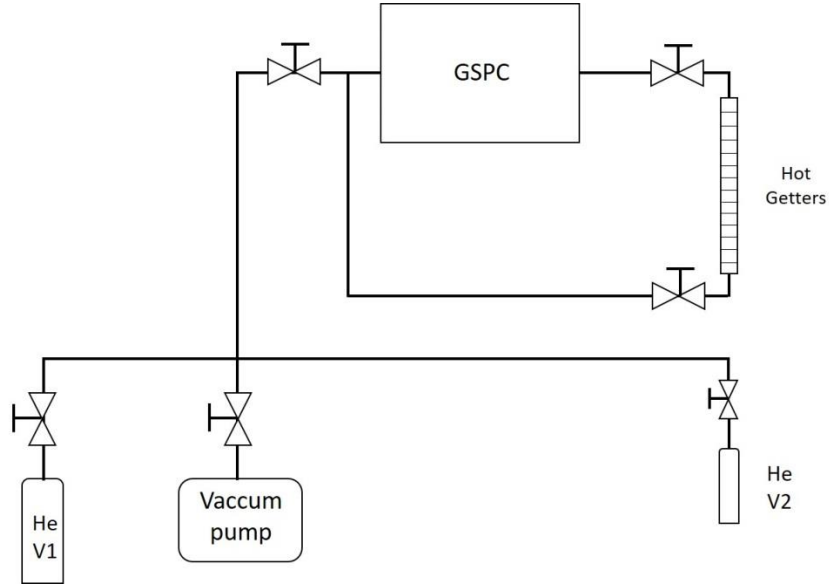 GSPC
Hot
Getters
He
V1
Vaccum
pump
He
V2